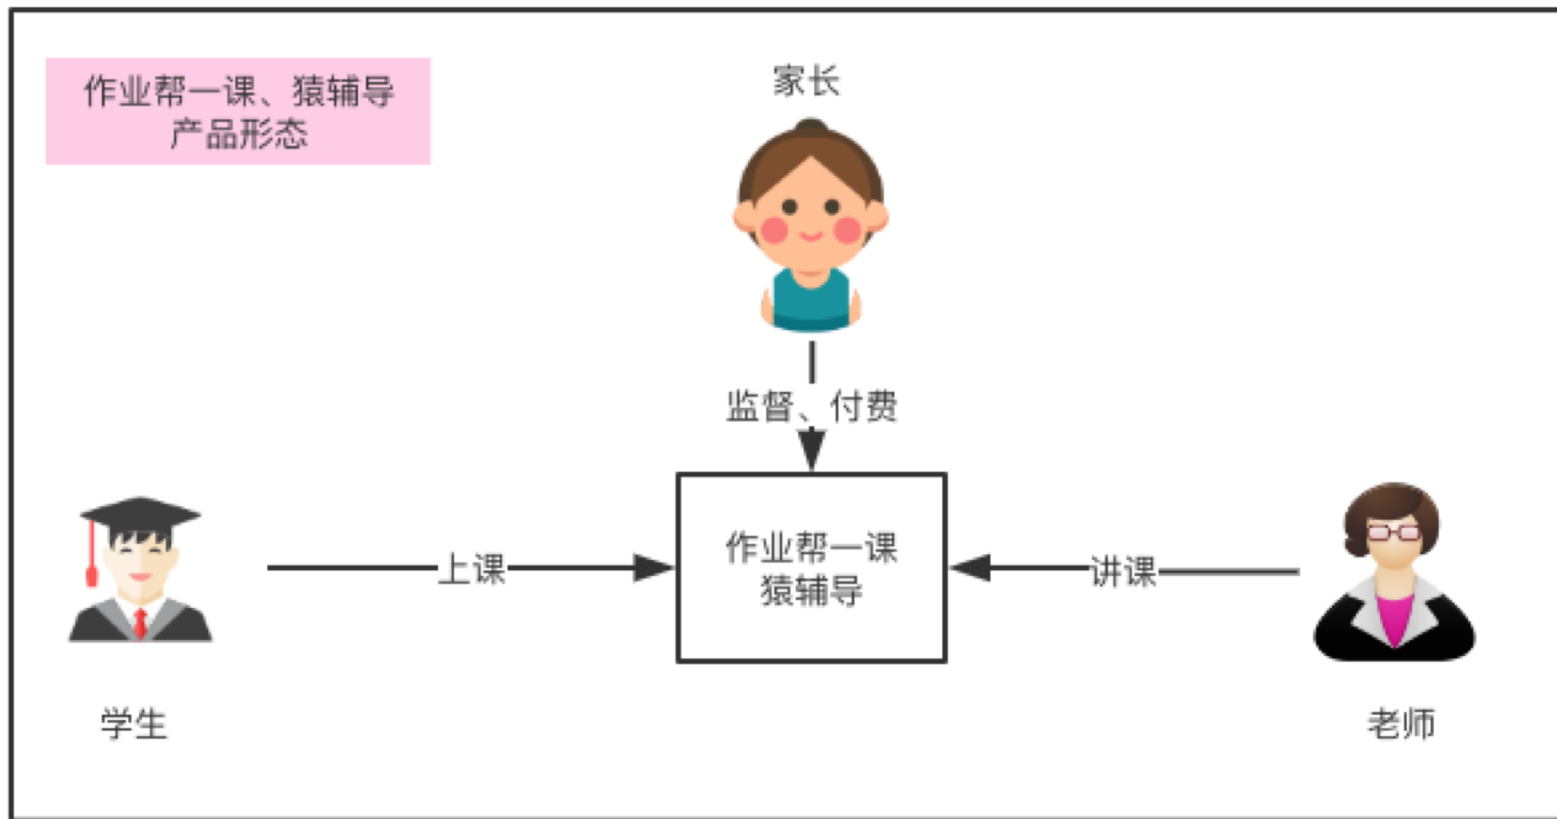 作业帮一课、猿辅导
产品形态
家长
监督、付费
上课
作业帮一课
猿辅导
讲课
学生
老师